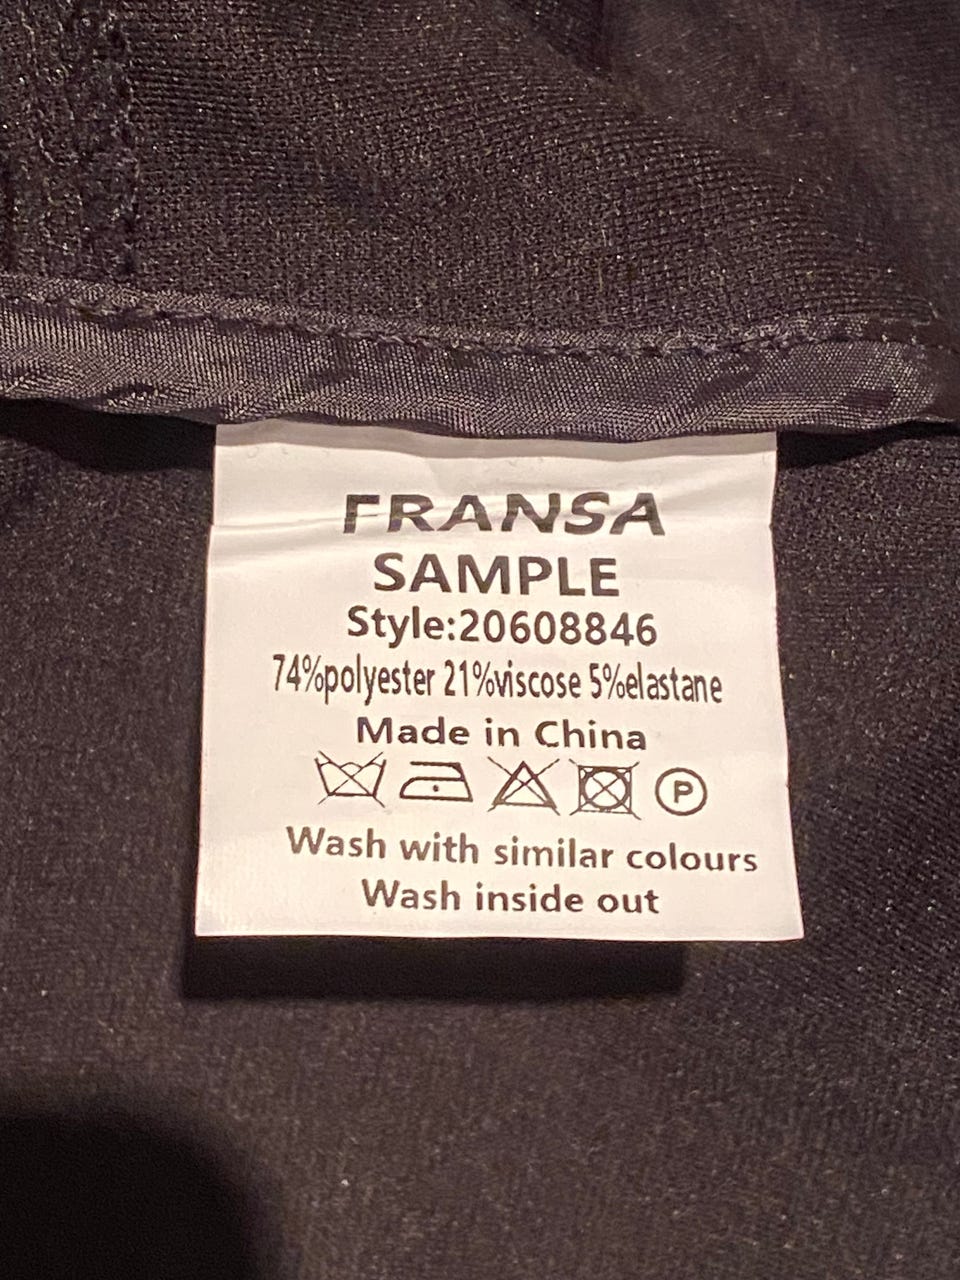 FRANSA
SAMPLE
Style:20608846
74%polyester 21%viscose 5%elastane
Made in China
P
Wash with similar colours
Wash inside out